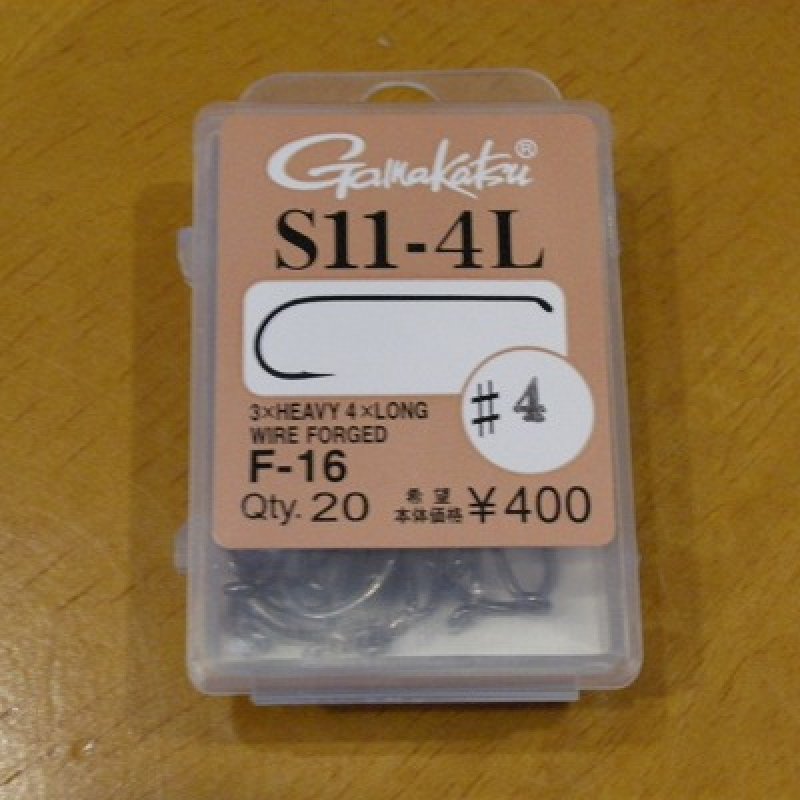 Gamakatsu®
S11-4L
#4
3×HEAVY 4×LONG
WIRE FORGED
F-16
Qty. 20
希望
本体価格 ¥400